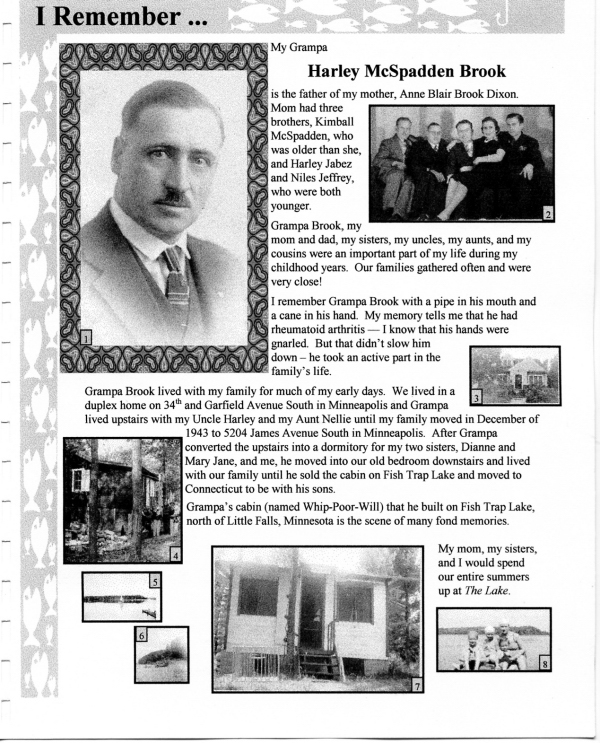 I Remember ...
My Grampa
Harley McSpadden Brook
is the father of my mother, Anne Blair Brook Dixon.
Mom had three
brothers, Kimball
McSpadden, who
was older than she,
and Harley Jabez
and Niles Jeffrey,
who were both
younger.
2
Grampa Brook, my
mom and dad, my sisters, my uncles, my aunts, and my
cousins were an important part of my life during my
childhood years.  Our families gathered often and were
very close!
I remember Grampa Brook with a pipe in his mouth and
a cane in his hand.  My memory tells me that he had
rheumatoid arthritis — I know that his hands were
gnarled.  But that didn't slow him
down – he took an active part in the
family's life.
1
3
Grampa Brook lived with my family for much of my early days.  We lived in a
duplex home on 34th and Garfield Avenue South in Minneapolis and Grampa
lived upstairs with my Uncle Harley and my Aunt Nellie until my family moved in December of
1943 to 5204 James Avenue South in Minneapolis.  After Grampa
converted the upstairs into a dormitory for my two sisters, Dianne and
Mary Jane, and me, he moved into our old bedroom downstairs and lived
with our family until he sold the cabin on Fish Trap Lake and moved to
Connecticut to be with his sons.
Grampa's cabin (named Whip-Poor-Will) that he built on Fish Trap Lake,
north of Little Falls, Minnesota is the scene of many fond memories.
4
My mom, my sisters,
and I would spend
our entire summers
up at The Lake.
5
6
7
8